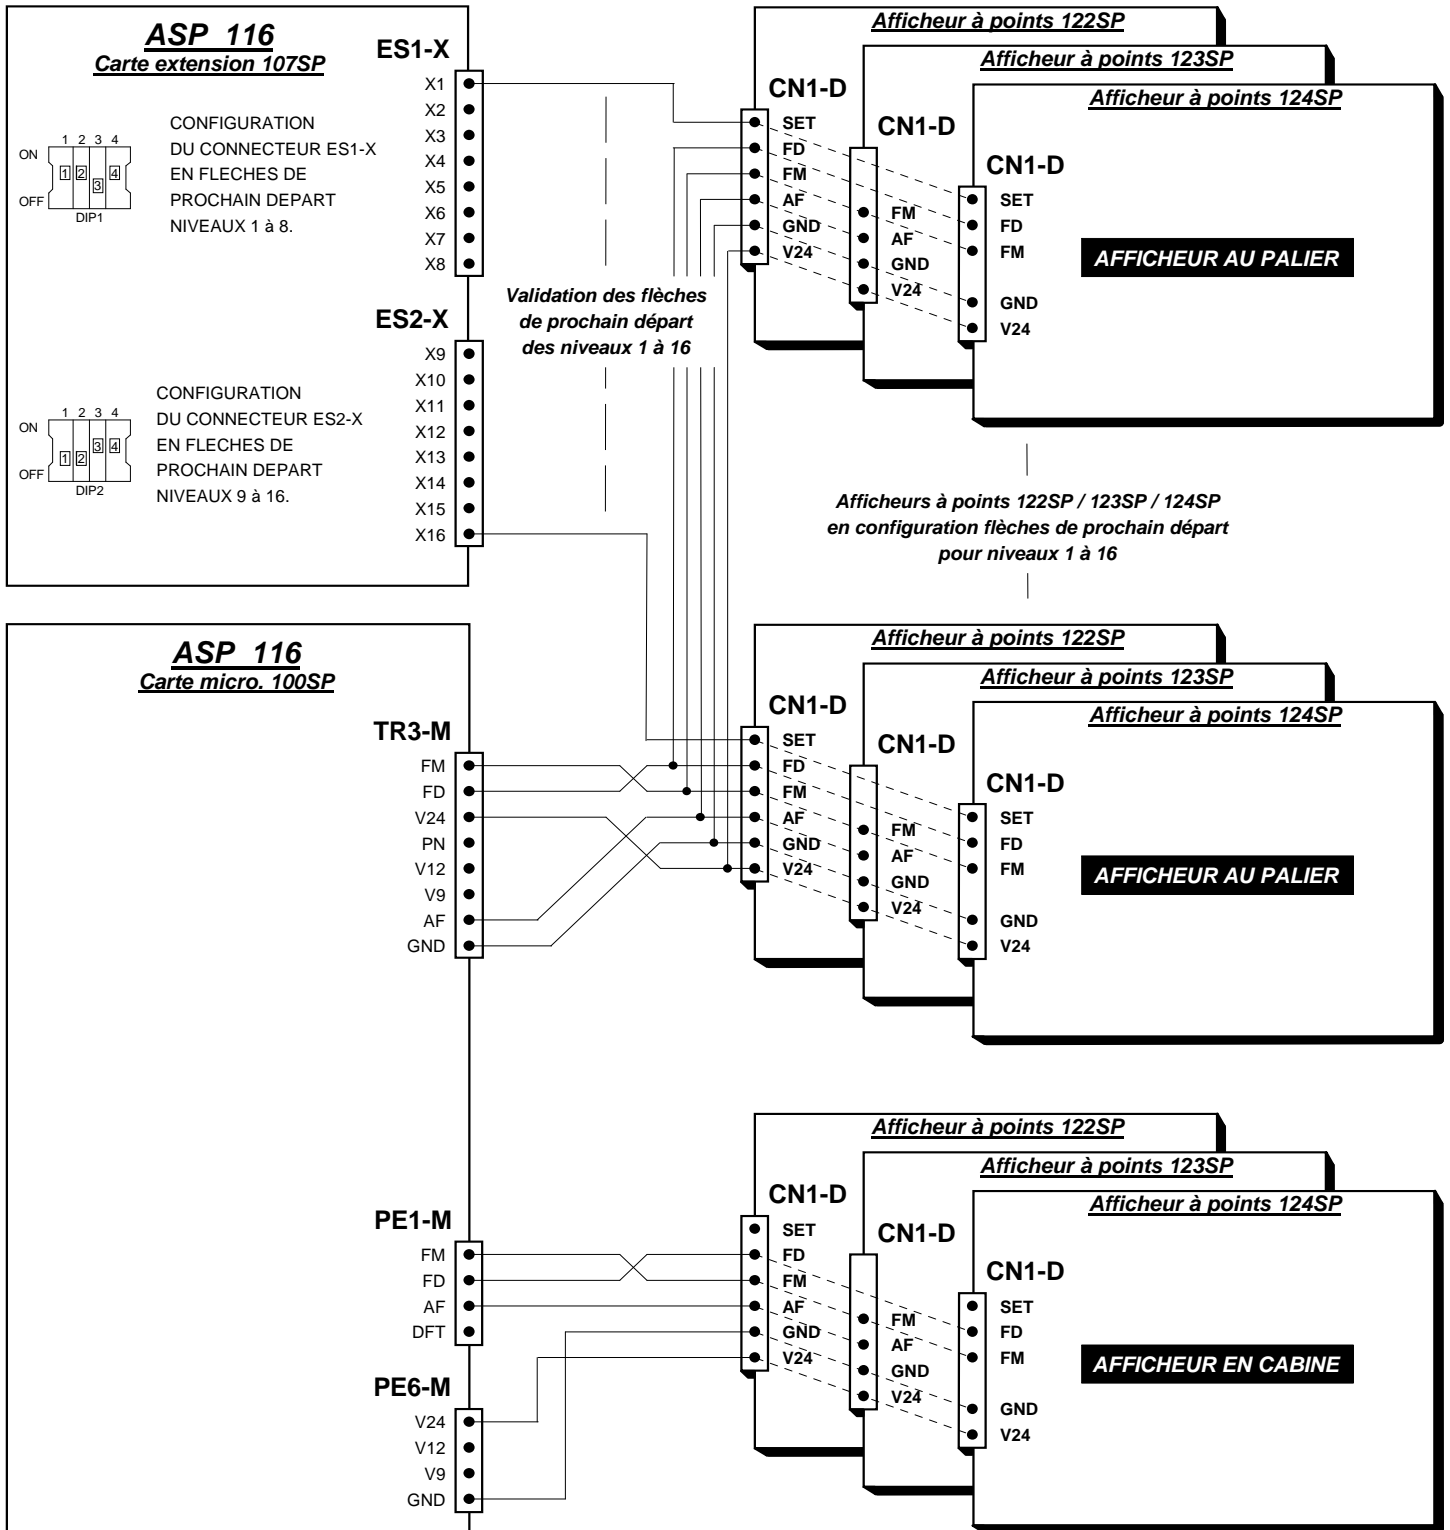 ASP 116
Carte extension 107SP
ES1-X
X1
X2
X3
X4
X5
X6
X7
X8
1 2 3 4
ON
1 2 3 4
OFF
DIP1
CONFIGURATION
DU CONNECTEUR ES1-X
EN FLECHES DE
PROCHAIN DEPART
NIVEAUX 1 à 8.
ES2-X
X9
X10
X11
X12
X13
X14
X15
X16
1 2 3 4
ON
1 2 3 4
OFF
DIP2
CONFIGURATION
DU CONNECTEUR ES2-X
EN FLECHES DE
PROCHAIN DEPART
NIVEAUX 9 à 16.
Validation des flèches
de prochain départ
des niveaux 1 à 16
Afficheur à points 122SP
CN1-D
SET
FD
FM
AF
GND
V24
Afficheur à points 123SP
CN1-D
FM
AF
GND
V24
Afficheur à points 124SP
CN1-D
SET
FD
FM
GND
V24
AFFICHEUR AU PALIER
Afficheurs à points 122SP / 123SP / 124SP
en configuration flèches de prochain départ
pour niveaux 1 à 16
ASP 116
Carte micro. 100SP
TR3-M
FM
FD
V24
PN
V12
V9
AF
GND
Afficheur à points 122SP
CN1-D
SET
FD
FM
AF
GND
V24
Afficheur à points 123SP
CN1-D
FM
AF
GND
V24
Afficheur à points 124SP
CN1-D
SET
FD
FM
GND
V24
AFFICHEUR AU PALIER
PE1-M
FM
FD
AF
DFT
PE6-M
V24
V12
V9
GND
Afficheur à points 122SP
CN1-D
SET
FD
FM
AF
GND
V24
Afficheur à points 123SP
CN1-D
FM
AF
GND
V24
Afficheur à points 124SP
CN1-D
SET
FD
FM
GND
V24
AFFICHEUR EN CABINE